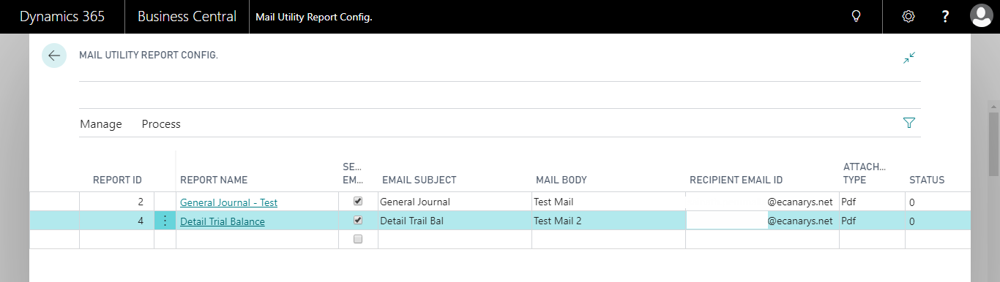 Dynamics 365 Business Central Mail Utility Report Config. ?
MAIL UTILITY REPORT CONFIG.
Manage Process
REPORT ID REPORT NAME SE... EM... EMAIL SUBJECT MAIL BODY RECIPIENT EMAIL ID ATTACH... TYPE STATUS
2 General Journal - Test General Journal Test Mail @ecanarys.net Pdf 0
4 Detail Trial Balance Detail Trail Bal Test Mail 2 @ecanarys.net Pdf 0